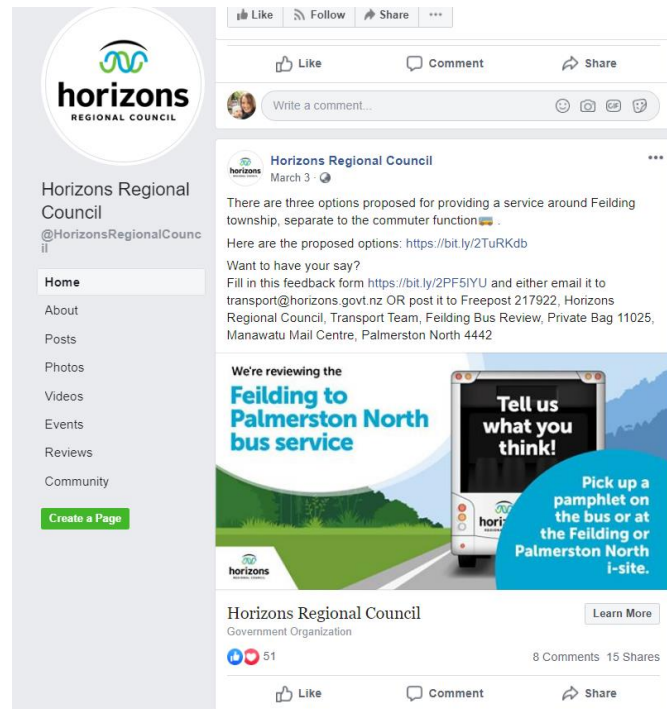 Like Follow Share
horizons
REGIONAL COUNCIL
Horizons Regional
Council
@HorizonsRegionalCounc
il
Home
About
Posts
Photos
Videos
Events
Reviews
Community
Create a Page
Like Comment Share
Write a comment...
GIF
horizons
Horizons Regional Council
March 3
There are three options proposed for providing a service around Feilding
township, separate to the commuter function .
Here are the proposed options: https://bit.ly/2TuRKdb
Want to have your say?
Fill in this feedback form https://bit.ly/2PF5IYU and either email it to
transport@horizons.govt.nz OR post it to Freepost 217922, Horizons
Regional Council, Transport Team, Feilding Bus Review, Private Bag 11025,
Manawatu Mail Centre, Palmerston North 4442
We're reviewing the
Feilding to
Palmerston North
bus service
Tell us
what you
think!
hori
Pick up a
pamphlet on
the bus or at
the Feilding or
Palmerston North
i-site.
horizons
REGIONAL COUNCIL
Horizons Regional Council
Learn More
Government Organization
51
8 Comments 15 Shares
Like Comment Share